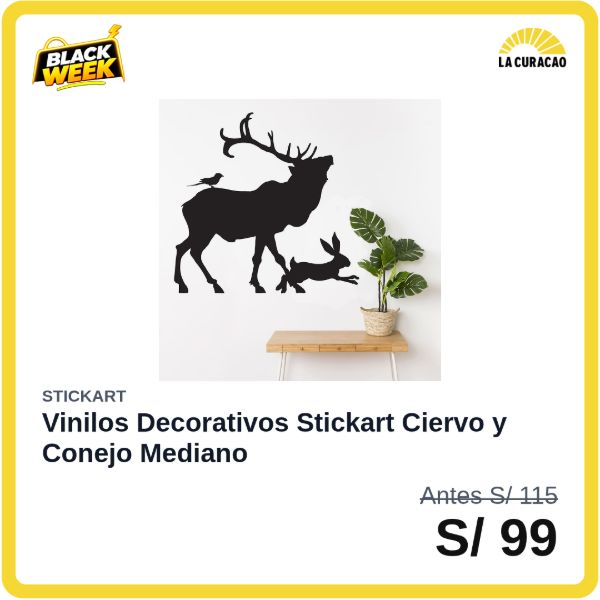 BLACK
WEEK
LA CURACAO
STICKART
Vinilos Decorativos Stickart Ciervo y
Conejo Mediano
Antes S/ 115
S/ 99